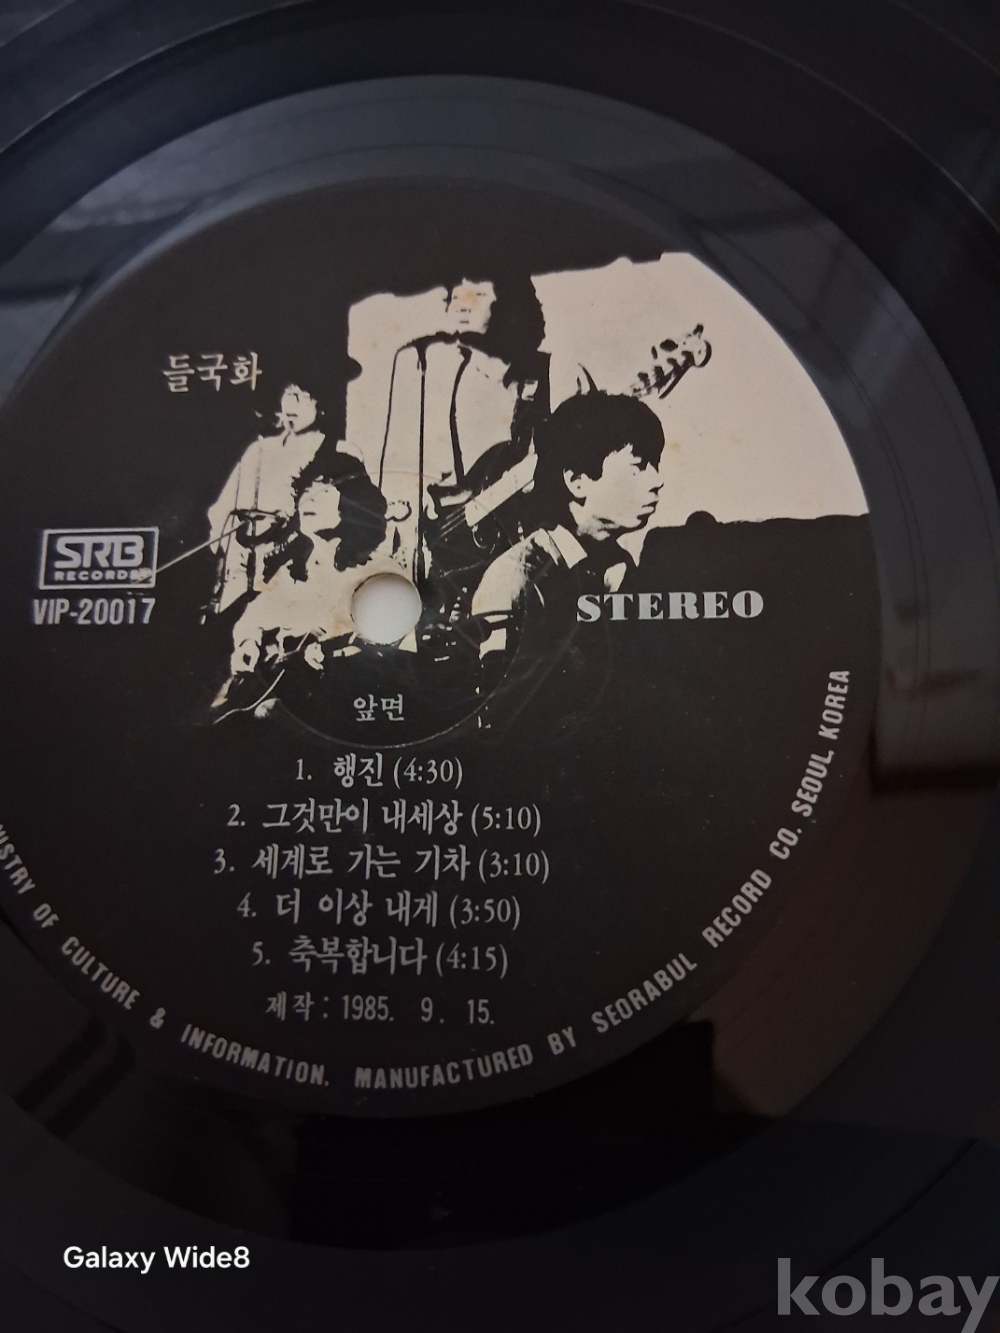 들국화
SRB
RECORDS
VIP-20017
STEREO
앞면
1. 행진 (4:30)
2. 그것만이 내세상 (5:10)
3. 세계로 가는 기차 (3:10)
4. 더 이상 내게 (3:50)
5. 축복합니다 (4:15)
제작 : 1985. 9. 15.
OF CULTURE & INFORMATION. MANUFACTURED BY SEORABUL RECORD CO. SEOUL KOREA
Galaxy Wide8
kobay